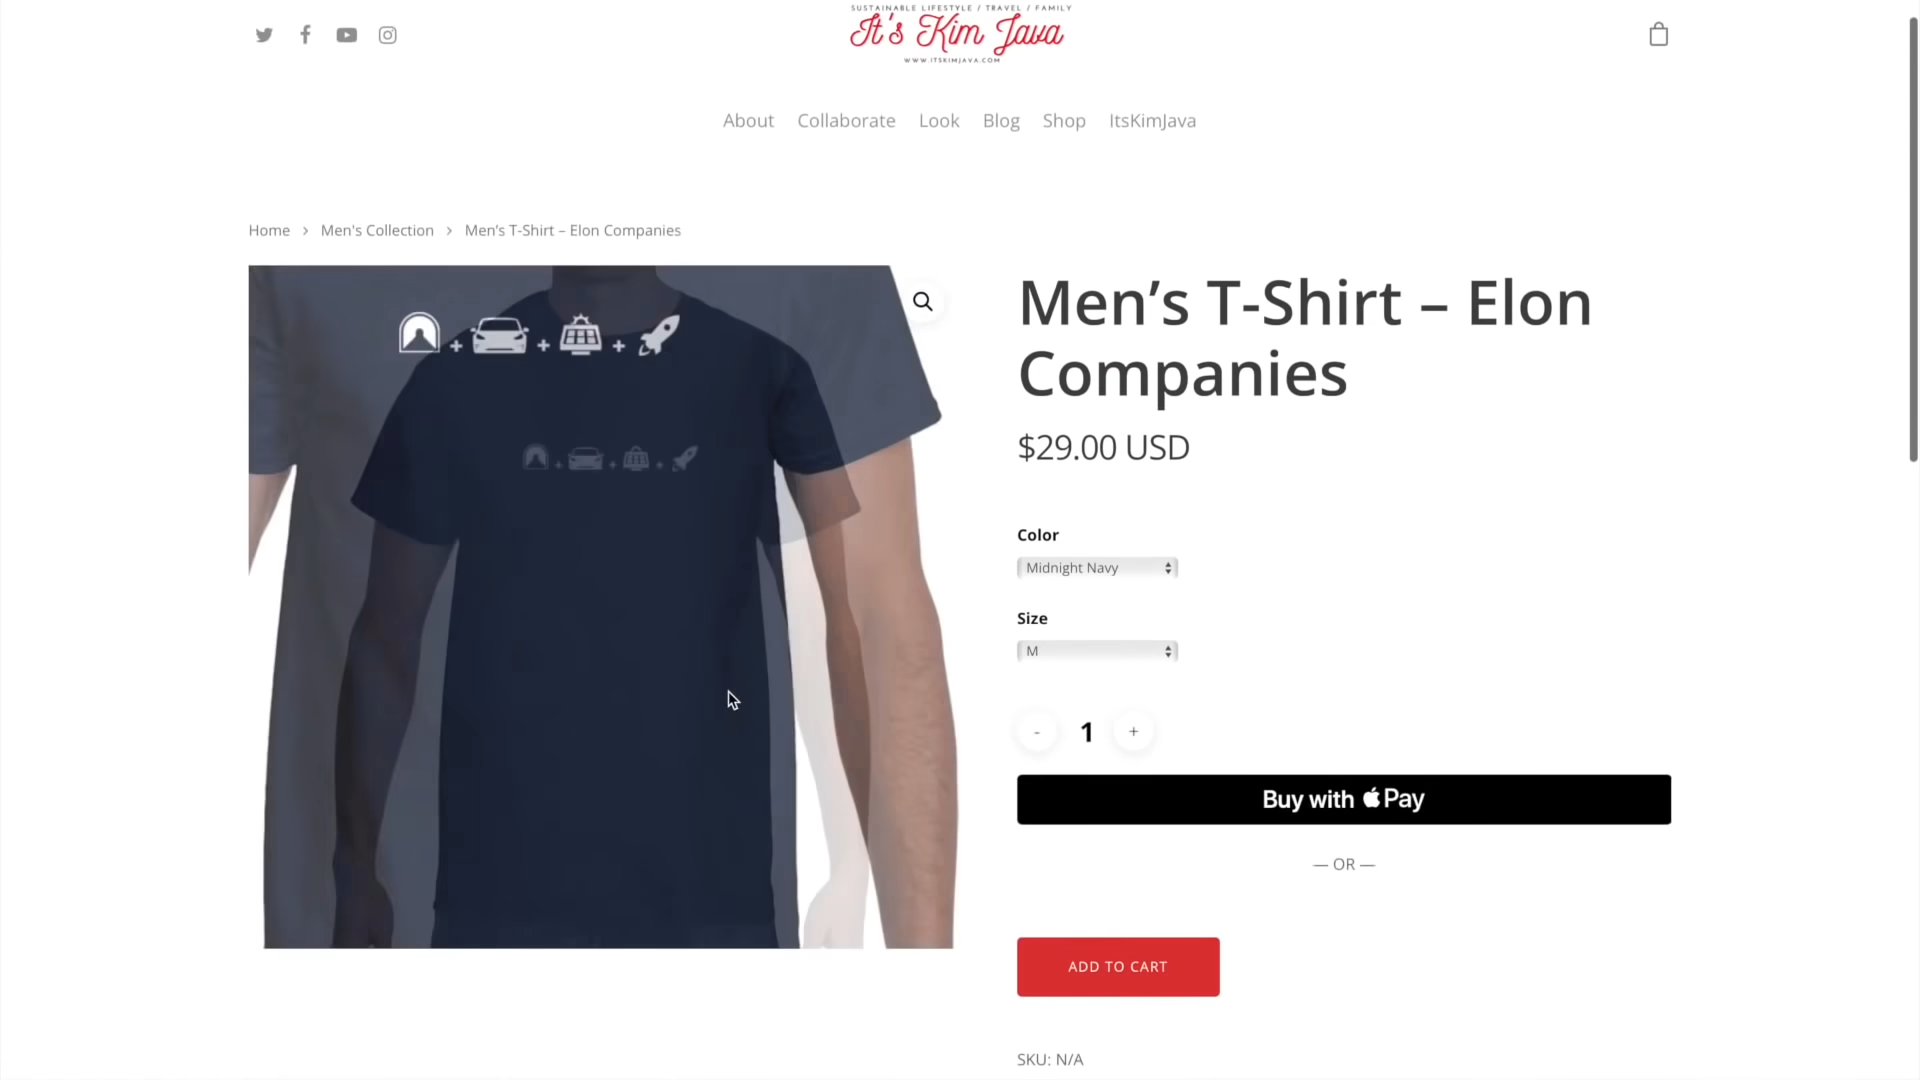 SUSTAINABLE LIFESTYLE / TRAVEL / FAMILY
It's Kim Java
WWW.ITSKIMJAVA.COM
About Collaborate Look Blog Shop ItsKimJava
Home > Men's Collection > Men’s T-Shirt – Elon Companies
Men’s T-Shirt – Elon
Companies
$29.00 USD
Color
Midnight Navy
Size
M
- 1 +
Buy with Pay
— OR —
ADD TO CART
SKU: N/A